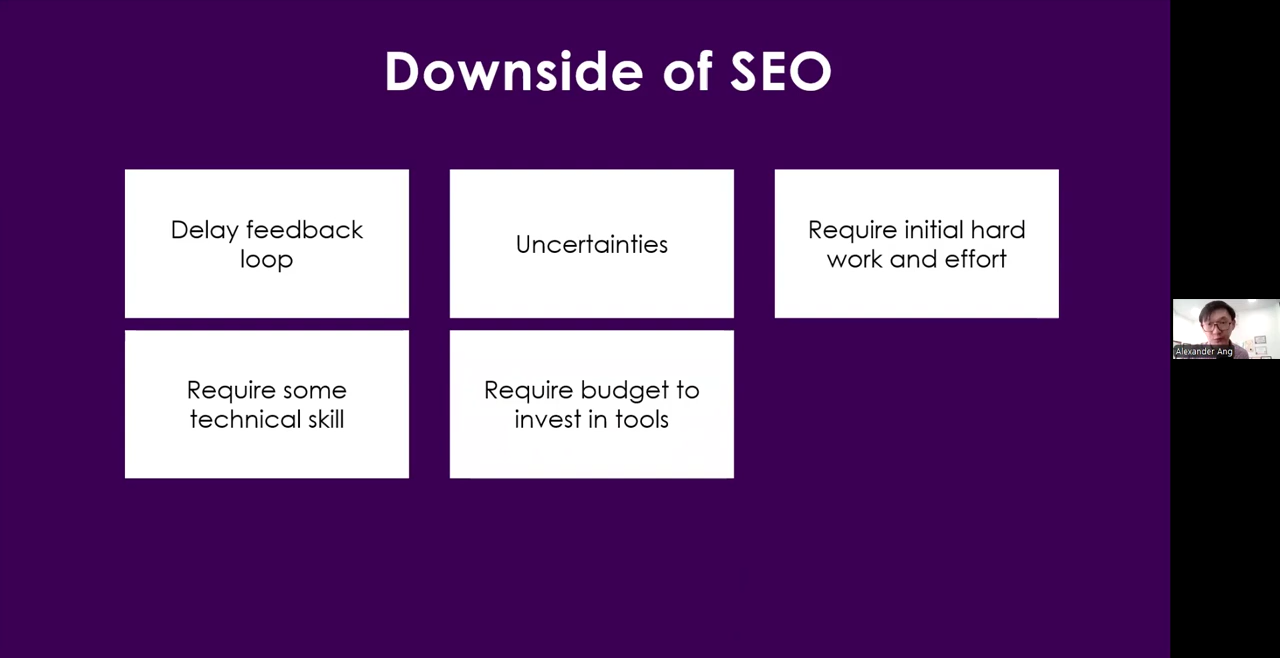 Downside of SEO
Delay feedback
loop
Uncertainties
Require initial hard
work and effort
Require some
technical skill
Require budget to
invest in tools
Alexander Ang